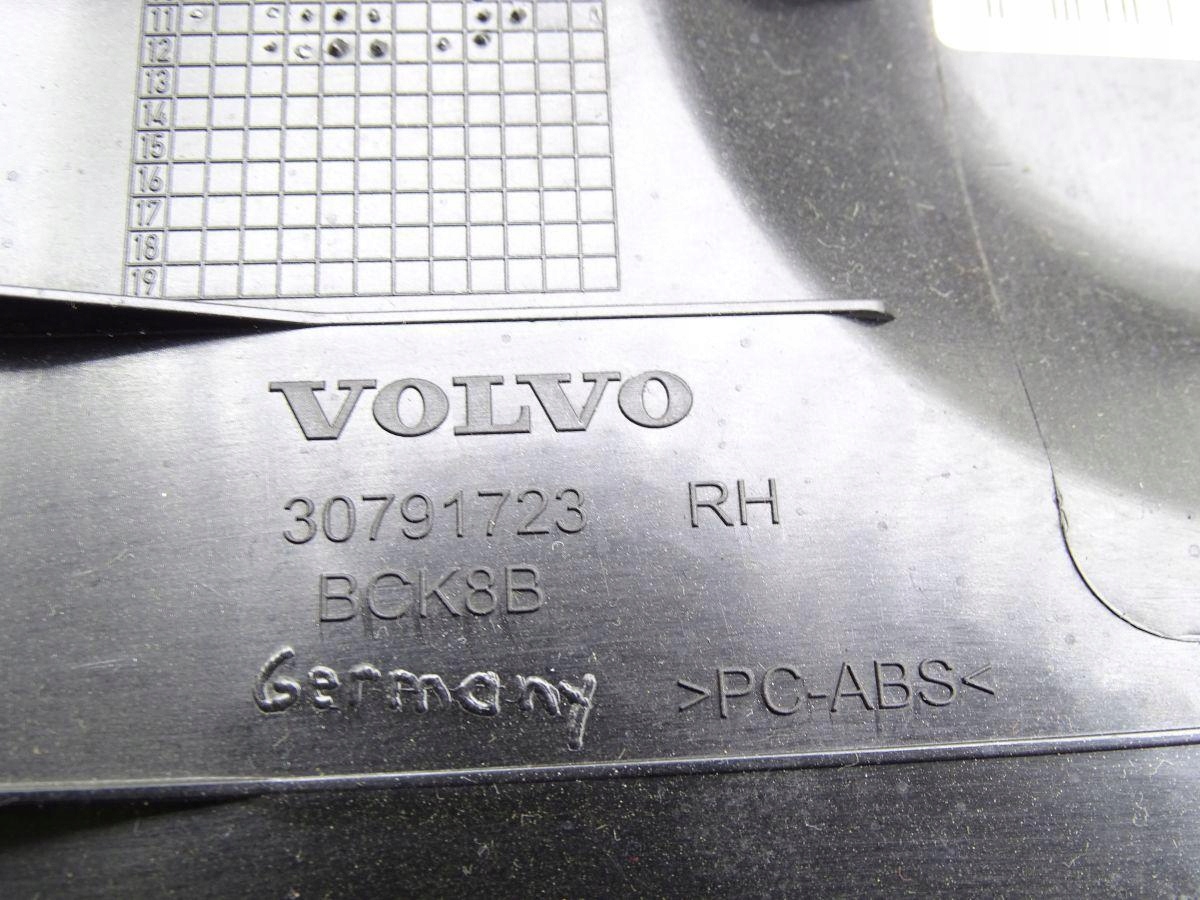 11
12
13
14
15
16
17
18
19
VOLVO
30791723 RH
BCK8B
Germany >PC-ABS<